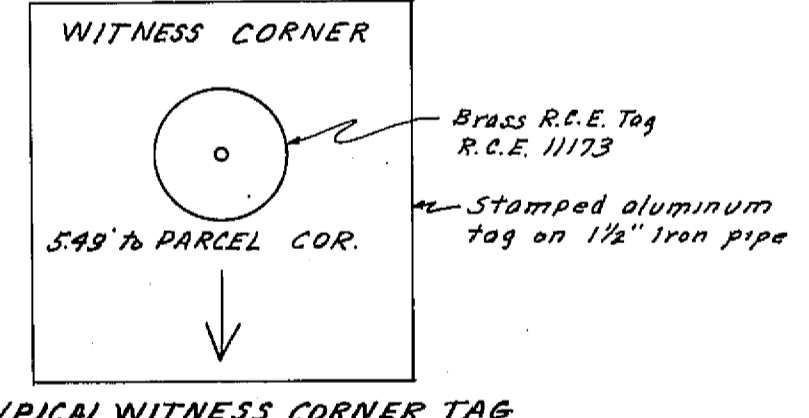 WITNESS CORNER
Brass R.C.E. Tag
R.C.E. 11173
Stamped aluminum
tag on 1½" Iron pipe
5.49' to PARCEL COR.
YPICAL WITNESS CORNER TAG